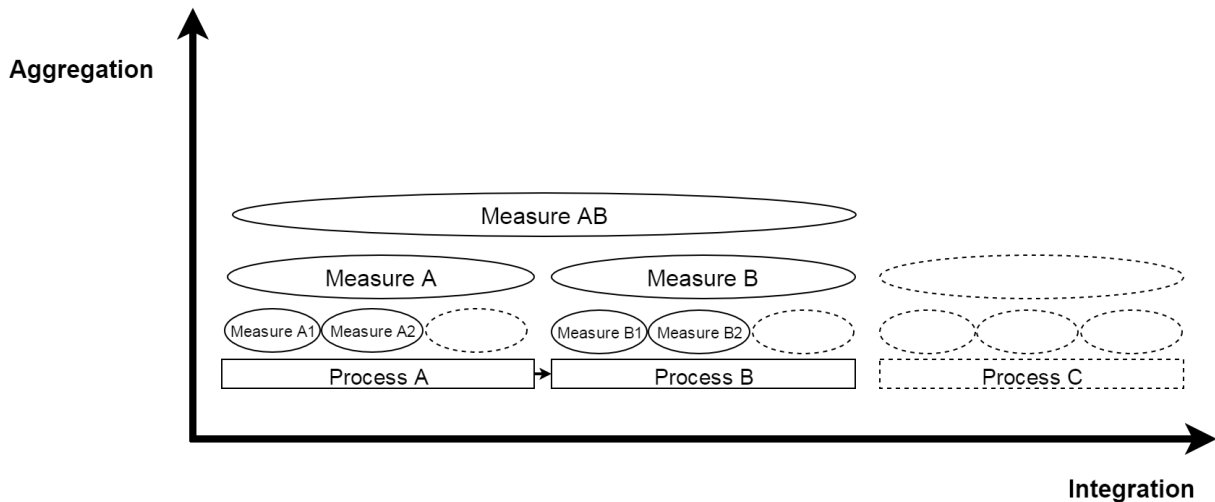 Aggregation
Measure AB
Measure A
Measure B
Measure A1
Measure A2
Measure B1
Measure B2
Process A
Process B
Process C
Integration